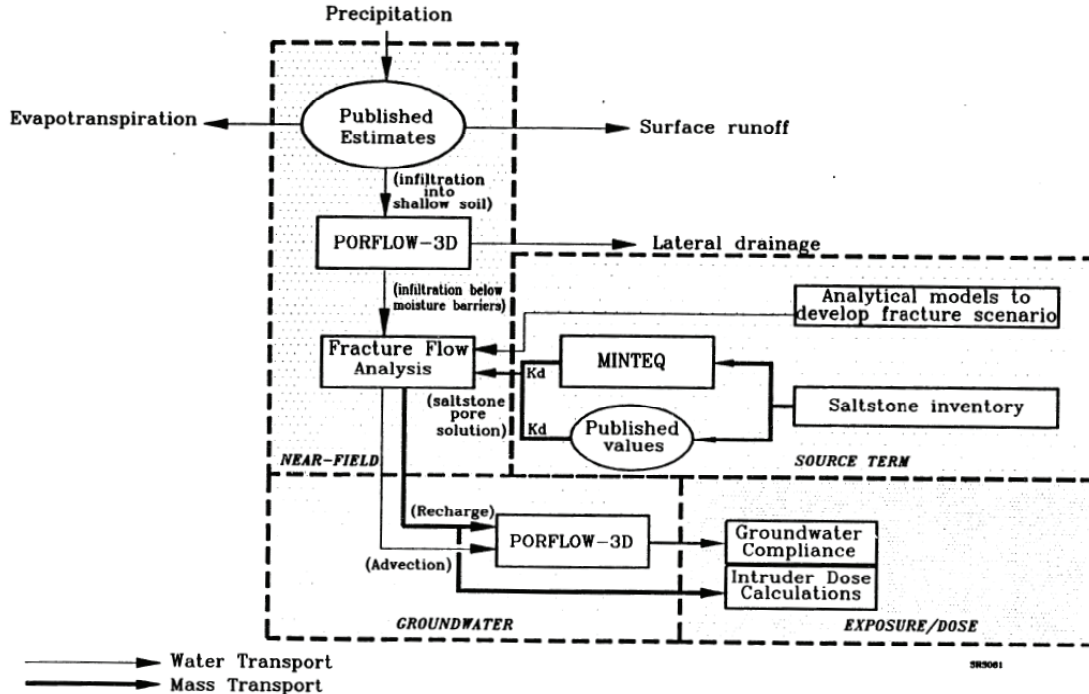 Precipitation
Evapotranspiration
Published
Estimates
Surface runoff
(infiltration
into
shallow soil)
PORFLOW-3D
Lateral drainage
(infiltration below
moisture barriers)
Analytical models to
develop fracture scenario
Fracture Flow
Analysis
Kd
MINTEQ
(saltstone
pore
solution)
Kd
Published
values
Saltstone inventory
NEAR-FIELD
SOURCE TERM
(Recharge)
PORFLOW-3D
(Advection)
Groundwater
Compliance
Intruder Dose
Calculations
GROUNDWATER
EXPOSURE/DOSE
Water Transport
Mass Transport
SR5061